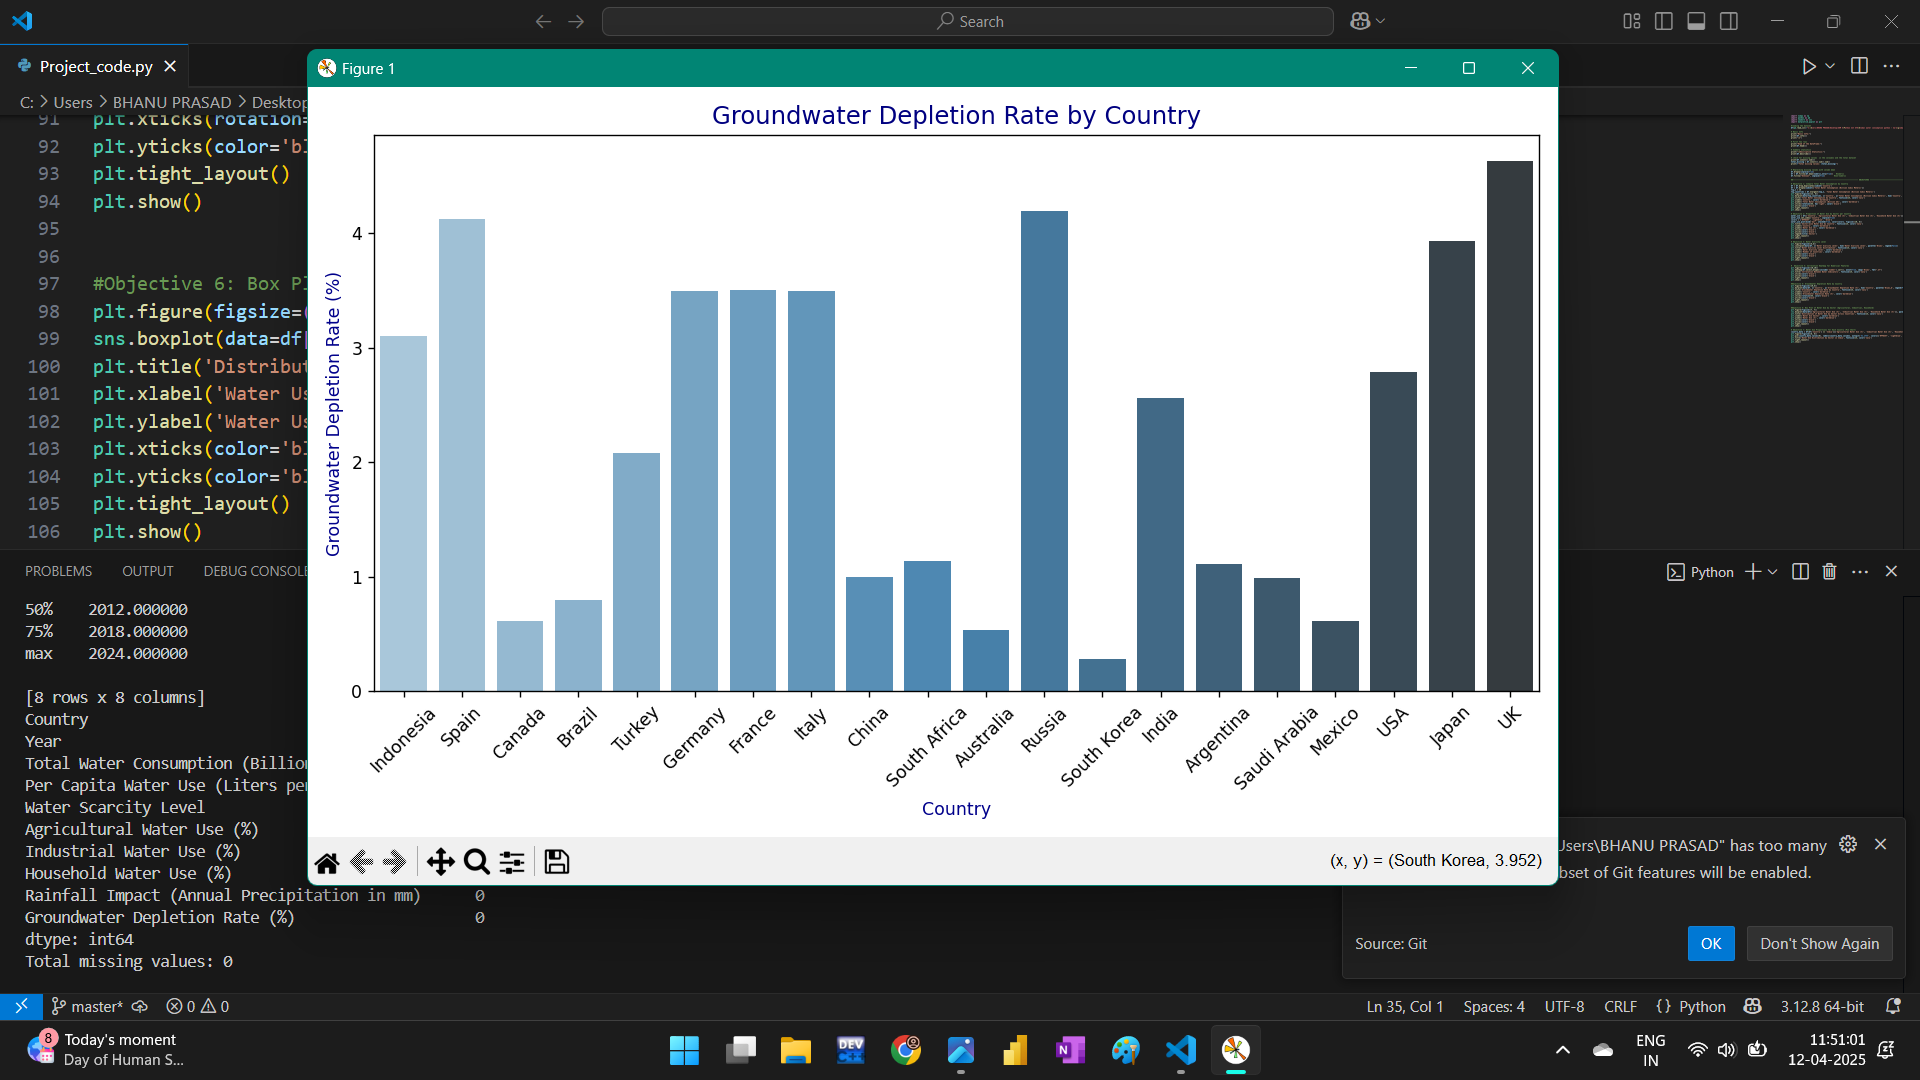 Search
Project_code.py
C: > Users > BHANU PRASAD > Desktop
91 plt.xticks(rotation=
92 plt.yticks(color='bl
93 plt.tight_layout()
94 plt.show()
95
96
97 #Objective 6: Box Pl
98 plt.figure(figsize=(
99 sns.boxplot(data=df[
100 plt.title('Distribut
101 plt.xlabel('Water Us
102 plt.ylabel('Water Us
103 plt.xticks(color='bl
104 plt.yticks(color='bl
105 plt.tight_layout()
106 plt.show()
Figure 1
Groundwater Depletion Rate by Country
Groundwater Depletion Rate (%)
4
3
2
1
0
Indonesia
Spain
Canada
Brazil
Turkey
Germany
France
Italy
China
South Africa
Australia
Russia
South Korea
India
Argentina
Saudi Arabia
Mexico
USA
Japan
UK
Country
(x, y) = (South Korea, 3.952)
PROBLEMS OUTPUT DEBUG CONSOLE
Python
50% 2012.000000
75% 2018.000000
max 2024.000000
[8 rows x 8 columns]
Country
Year
Total Water Consumption (Billion
Per Capita Water Use (Liters per
Water Scarcity Level
Agricultural Water Use (%)
Industrial Water Use (%)
Household Water Use (%)
Rainfall Impact (Annual Precipitation in mm) 0
Groundwater Depletion Rate (%) 0
dtype: int64
Total missing values: 0
Users\BHANU PRASAD" has too many
bset of Git features will be enabled.
Source: Git
OK
Don't Show Again
master* 0 0
Ln 35, Col 1 Spaces: 4 UTF-8 CRLF {} Python 3.12.8 64-bit
8
Today's moment
Day of Human S...
DEV
C++
N
ENG
IN
11:51:01
12-04-2025